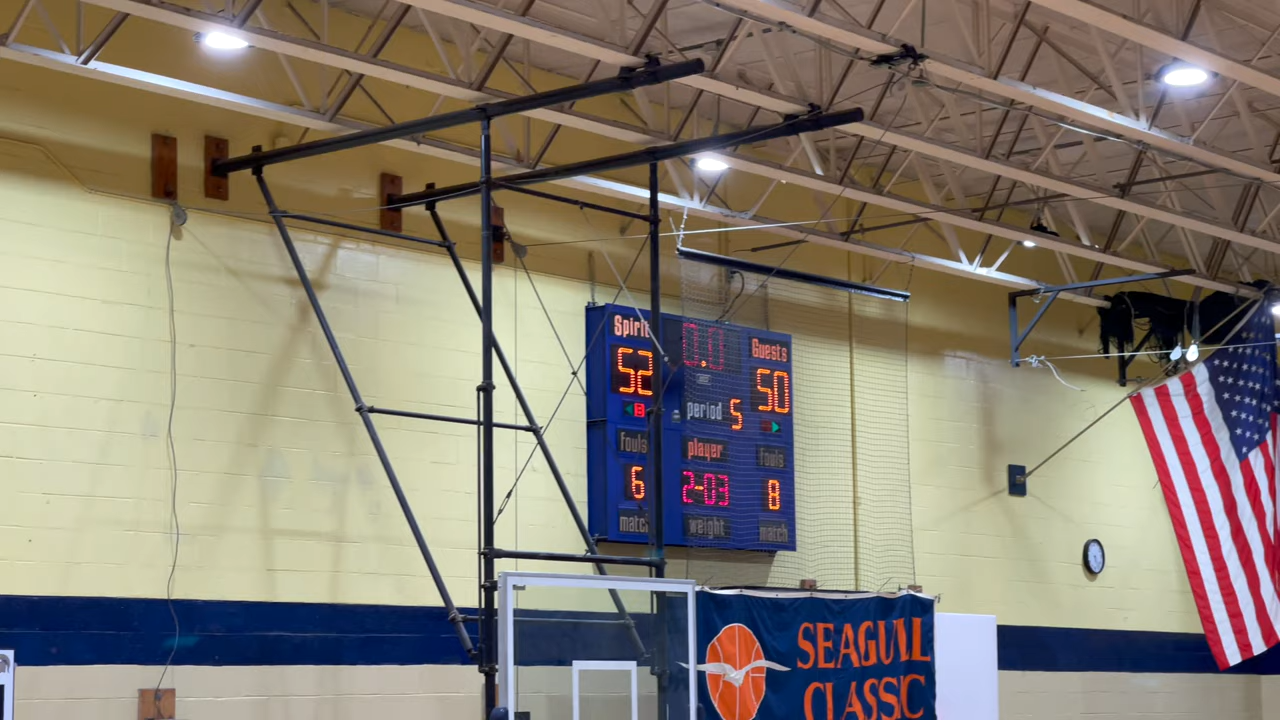 Spirit 0.0 Guests
52 50
B period 5
fouls player fouls
6 2-03 8
match weight match
SEAGULL
CLASSIC